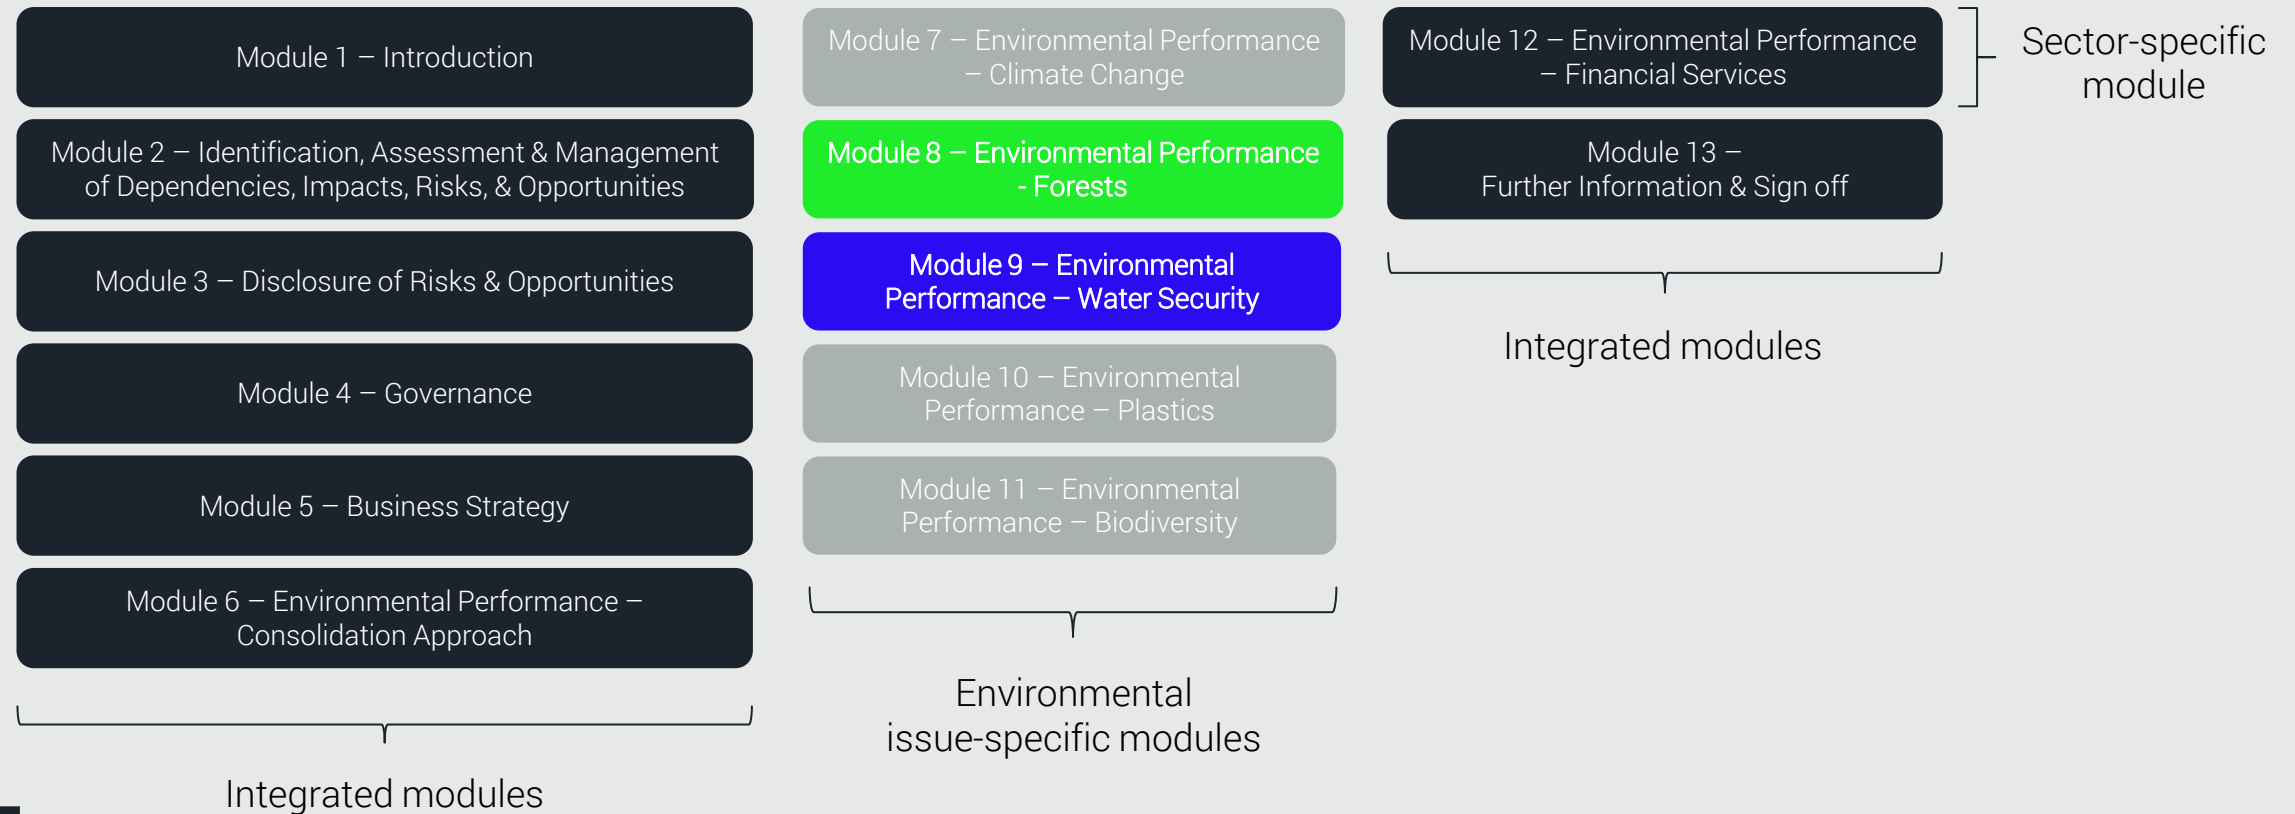 Module 1 – Introduction
Module 2 – Identification, Assessment & Management
of Dependencies, Impacts, Risks, & Opportunities
Module 3 – Disclosure of Risks & Opportunities
Module 4 – Governance
Module 5 – Business Strategy
Module 6 – Environmental Performance –
Consolidation Approach
Integrated modules
Module 7 – Environmental Performance
– Climate Change
Module 8 – Environmental Performance
- Forests
Module 9 – Environmental
Performance – Water Security
Module 10 – Environmental
Performance – Plastics
Module 11 – Environmental
Performance – Biodiversity
Environmental
issue-specific modules
Module 12 – Environmental Performance
– Financial Services
Sector-specific
module
Module 13 –
Further Information & Sign off
Integrated modules